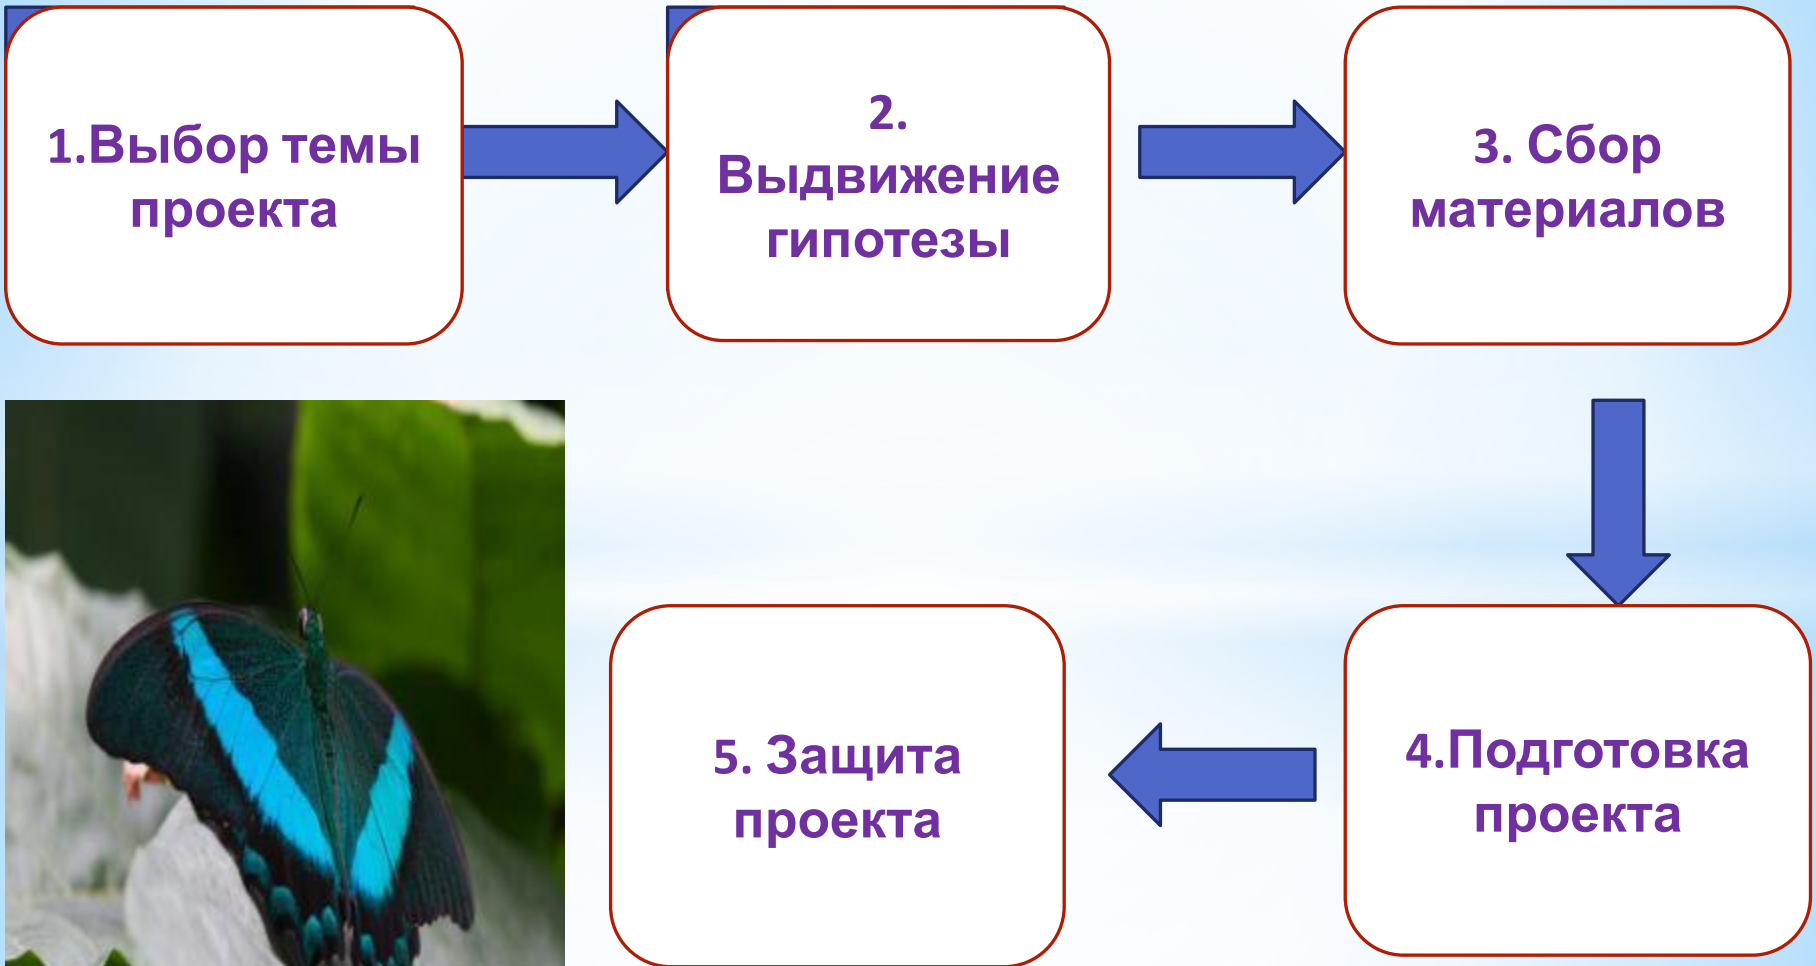 1.Выбор темы
проекта
2.
Выдвижение
гипотезы
3. Сбор
материалов
4.Подготовка
проекта
5. Защита
проекта